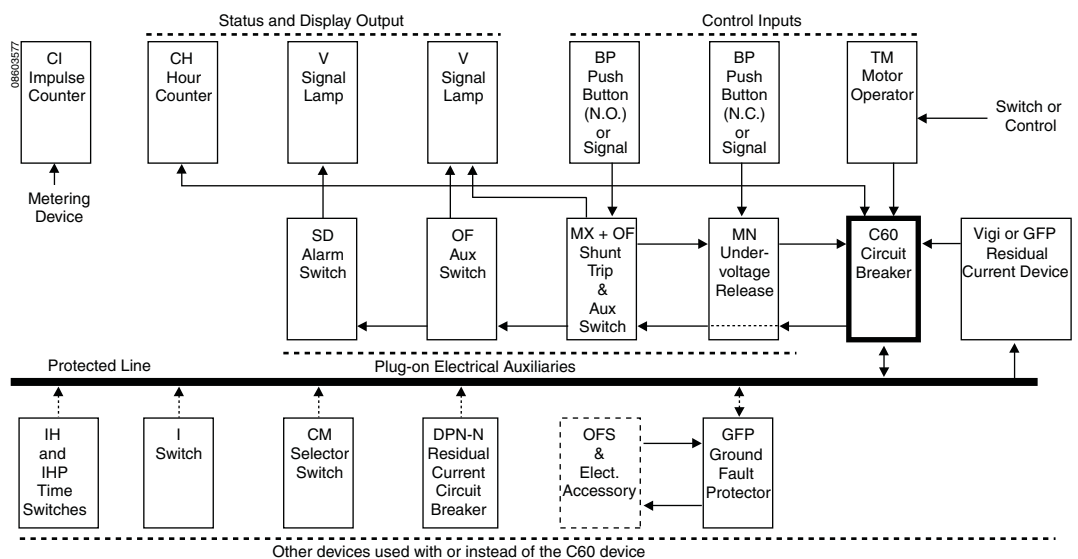 Status and Display Output
Control Inputs
08603577
CI
Impulse
Counter
CH
Hour
Counter
V
Signal
Lamp
V
Signal
Lamp
BP
Push
Button
(N.O.)
or
Signal
BP
Push
Button
(N.C.)
or
Signal
TM
Motor
Operator
Switch or
Control
Metering
Device
SD
Alarm
Switch
OF
Aux
Switch
MX + OF
Shunt
Trip
&
Aux
Switch
MN
Under-
voltage
Release
C60
Circuit
Breaker
Vigi or GFP
Residual
Current Device
Protected Line
Plug-on Electrical Auxiliaries
IH
and
IHP
Time
Switches
I
Switch
CM
Selector
Switch
DPN-N
Residual
Current
Circuit
Breaker
OFS
&
Elect.
Accessory
GFP
Ground
Fault
Protector
Other devices used with or instead of the C60 device